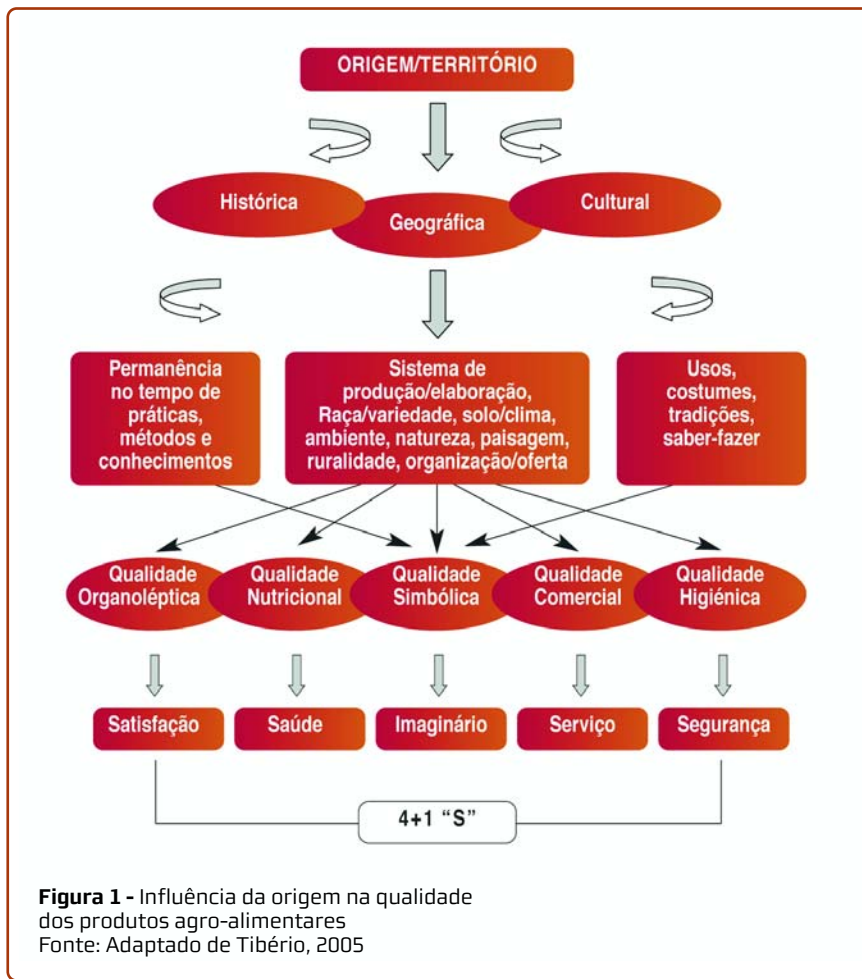 ORIGEM/TERRITÓRIO
Histórica
Geográfica
Cultural
Permanência
no tempo de
práticas,
métodos e
conhecimentos
Sistema de
produção/elaboração,
Raça/variedade, solo/clima,
ambiente, natureza, paisagem,
ruralidade, organização/oferta
Usos,
costumes,
tradições,
saber-fazer
Qualidade
Organoléptica
Qualidade
Nutricional
Qualidade
Simbólica
Qualidade
Comercial
Qualidade
Higiénica
Satisfação
Saúde
Imaginário
Serviço
Segurança
4+1 “S”
Figura 1 - Influência da origem na qualidade
dos produtos agro-alimentares
Fonte: Adaptado de Tibério, 2005